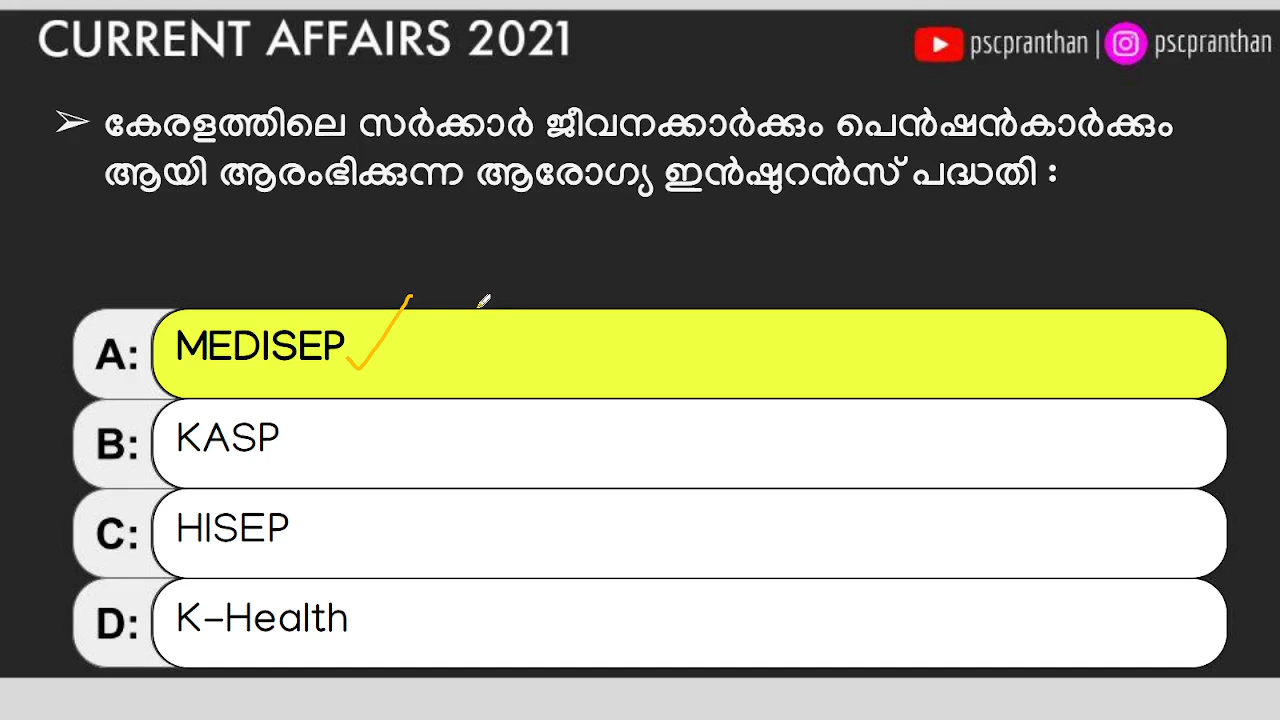 CURRENT AFFAIRS 2021
pscpranthan | pscpranthan
➢ കേരളത്തിലെ സർക്കാർ ജീവനക്കാർക്കും പെൻഷൻകാർക്കും
ആയി ആരംഭിക്കുന്ന ആരോഗ്യ ഇൻഷുറൻസ് പദ്ധതി :
A: MEDISEP
B: KASP
C: HISEP
D: K-Health